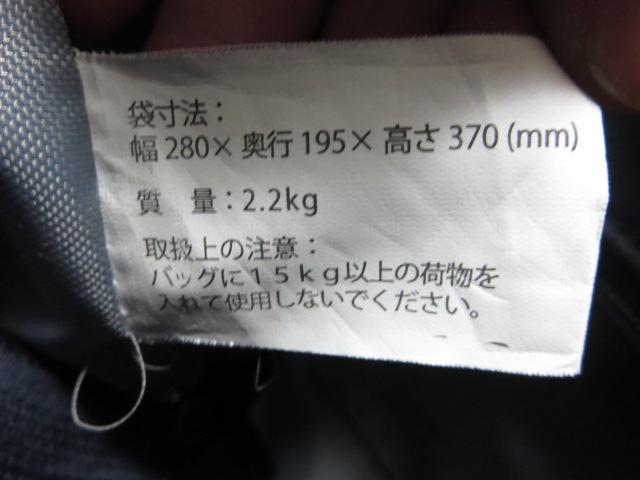 袋寸法：
幅 280× 奥行 195× 高さ 370 (mm)
質　量：2.2kg
取扱上の注意：
バッグに１５ｋｇ以上の荷物を
入れて使用しないでください。